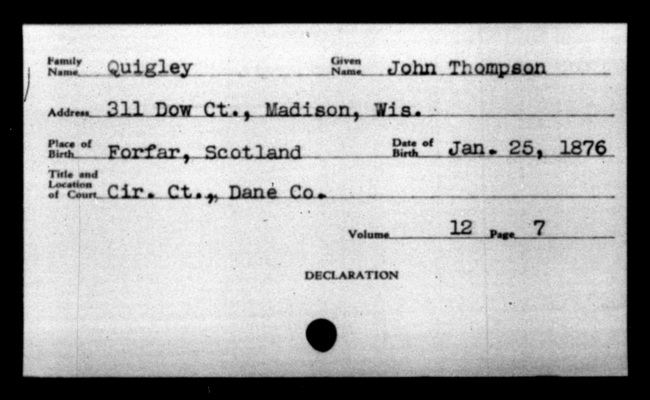 Family Name Quigley Given Name John Thompson
Address 311 Dow Ct., Madison, Wis.
Place of Birth Forfar, Scotland Date of Birth Jan. 25, 1876
Title and Location of Court Cir. Ct., Dane Co.
Volume 12 Page 7
DECLARATION